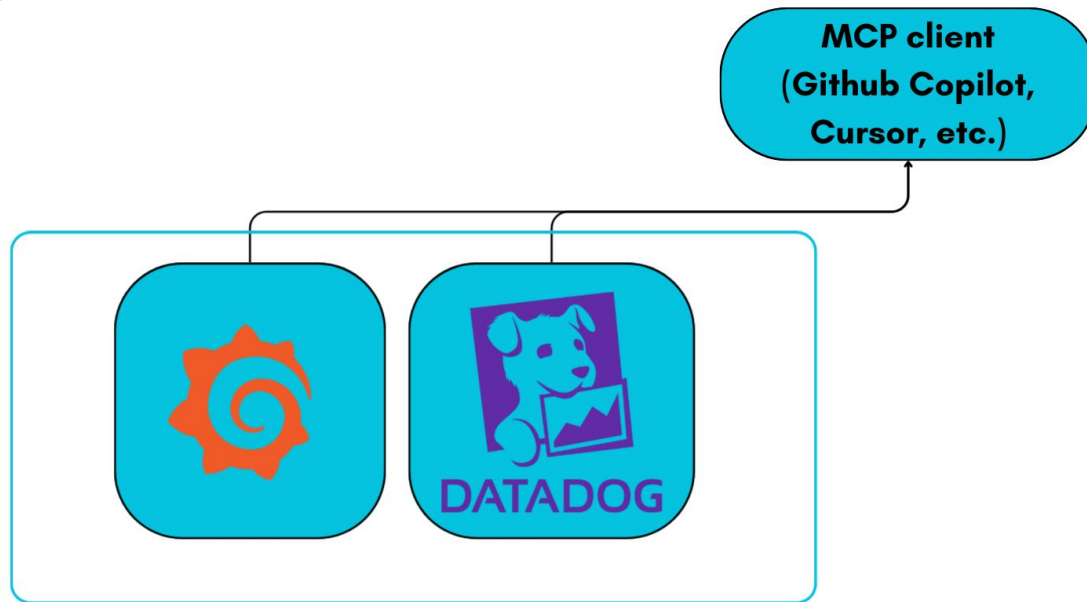 MCP client
(Github Copilot,
Cursor, etc.)
DATADOG